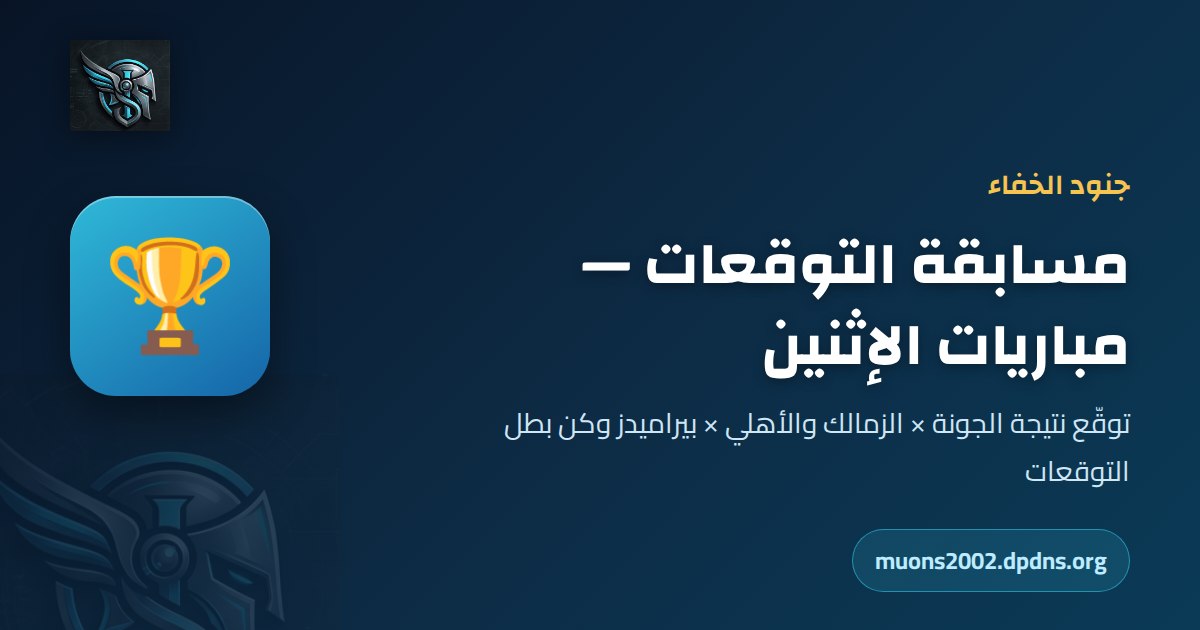 جنود الخفاء
مسابقة التوقعات —
مباريات الإثنين
توقّع نتيجة الجونة × الزمالك والأهلي × بيراميدز وكن بطل
التوقعات
muons2002.dpdns.org